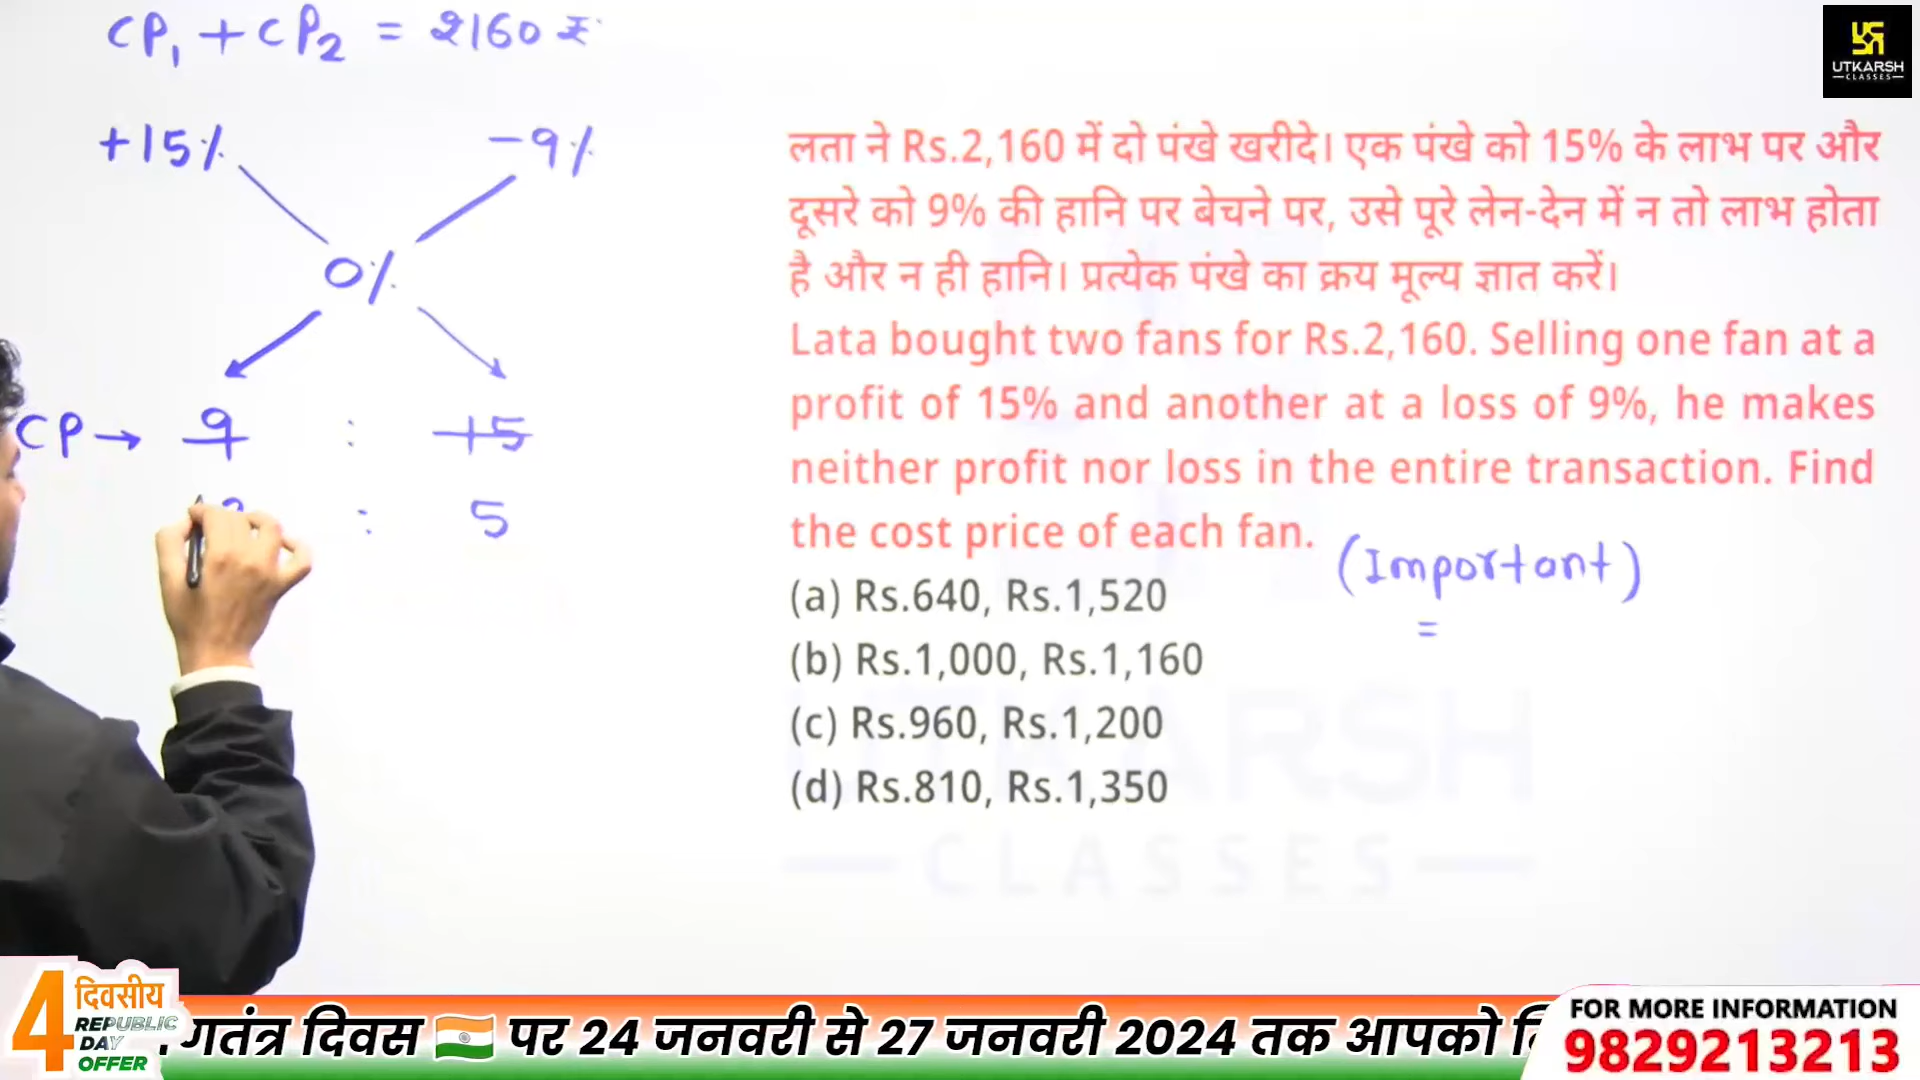 CP₁ + CP₂ = 2160 ₹
+15% -9%
0%
CP → 9 : 15
: 5
UTKARSH
CLASSES
लता ने Rs.2,160 में दो पंखे खरीदे। एक पंखे को 15% के लाभ पर और
दूसरे को 9% की हानि पर बेचने पर, उसे पूरे लेन-देन में न तो लाभ होता
है और न ही हानि। प्रत्येक पंखे का क्रय मूल्य ज्ञात करें।
Lata bought two fans for Rs.2,160. Selling one fan at a
profit of 15% and another at a loss of 9%, he makes
neither profit nor loss in the entire transaction. Find
the cost price of each fan.
(Important)
=
(a) Rs.640, Rs.1,520
(b) Rs.1,000, Rs.1,160
(c) Rs.960, Rs.1,200
(d) Rs.810, Rs.1,350
UTKARSH
CLASSES
4 दिवसीय
REPUBLIC
DAY
OFFER
दिवस 🇮🇳 पर 24 जनवरी से 27 जनवरी 2024 तक आपको
FOR MORE INFORMATION
9829213213